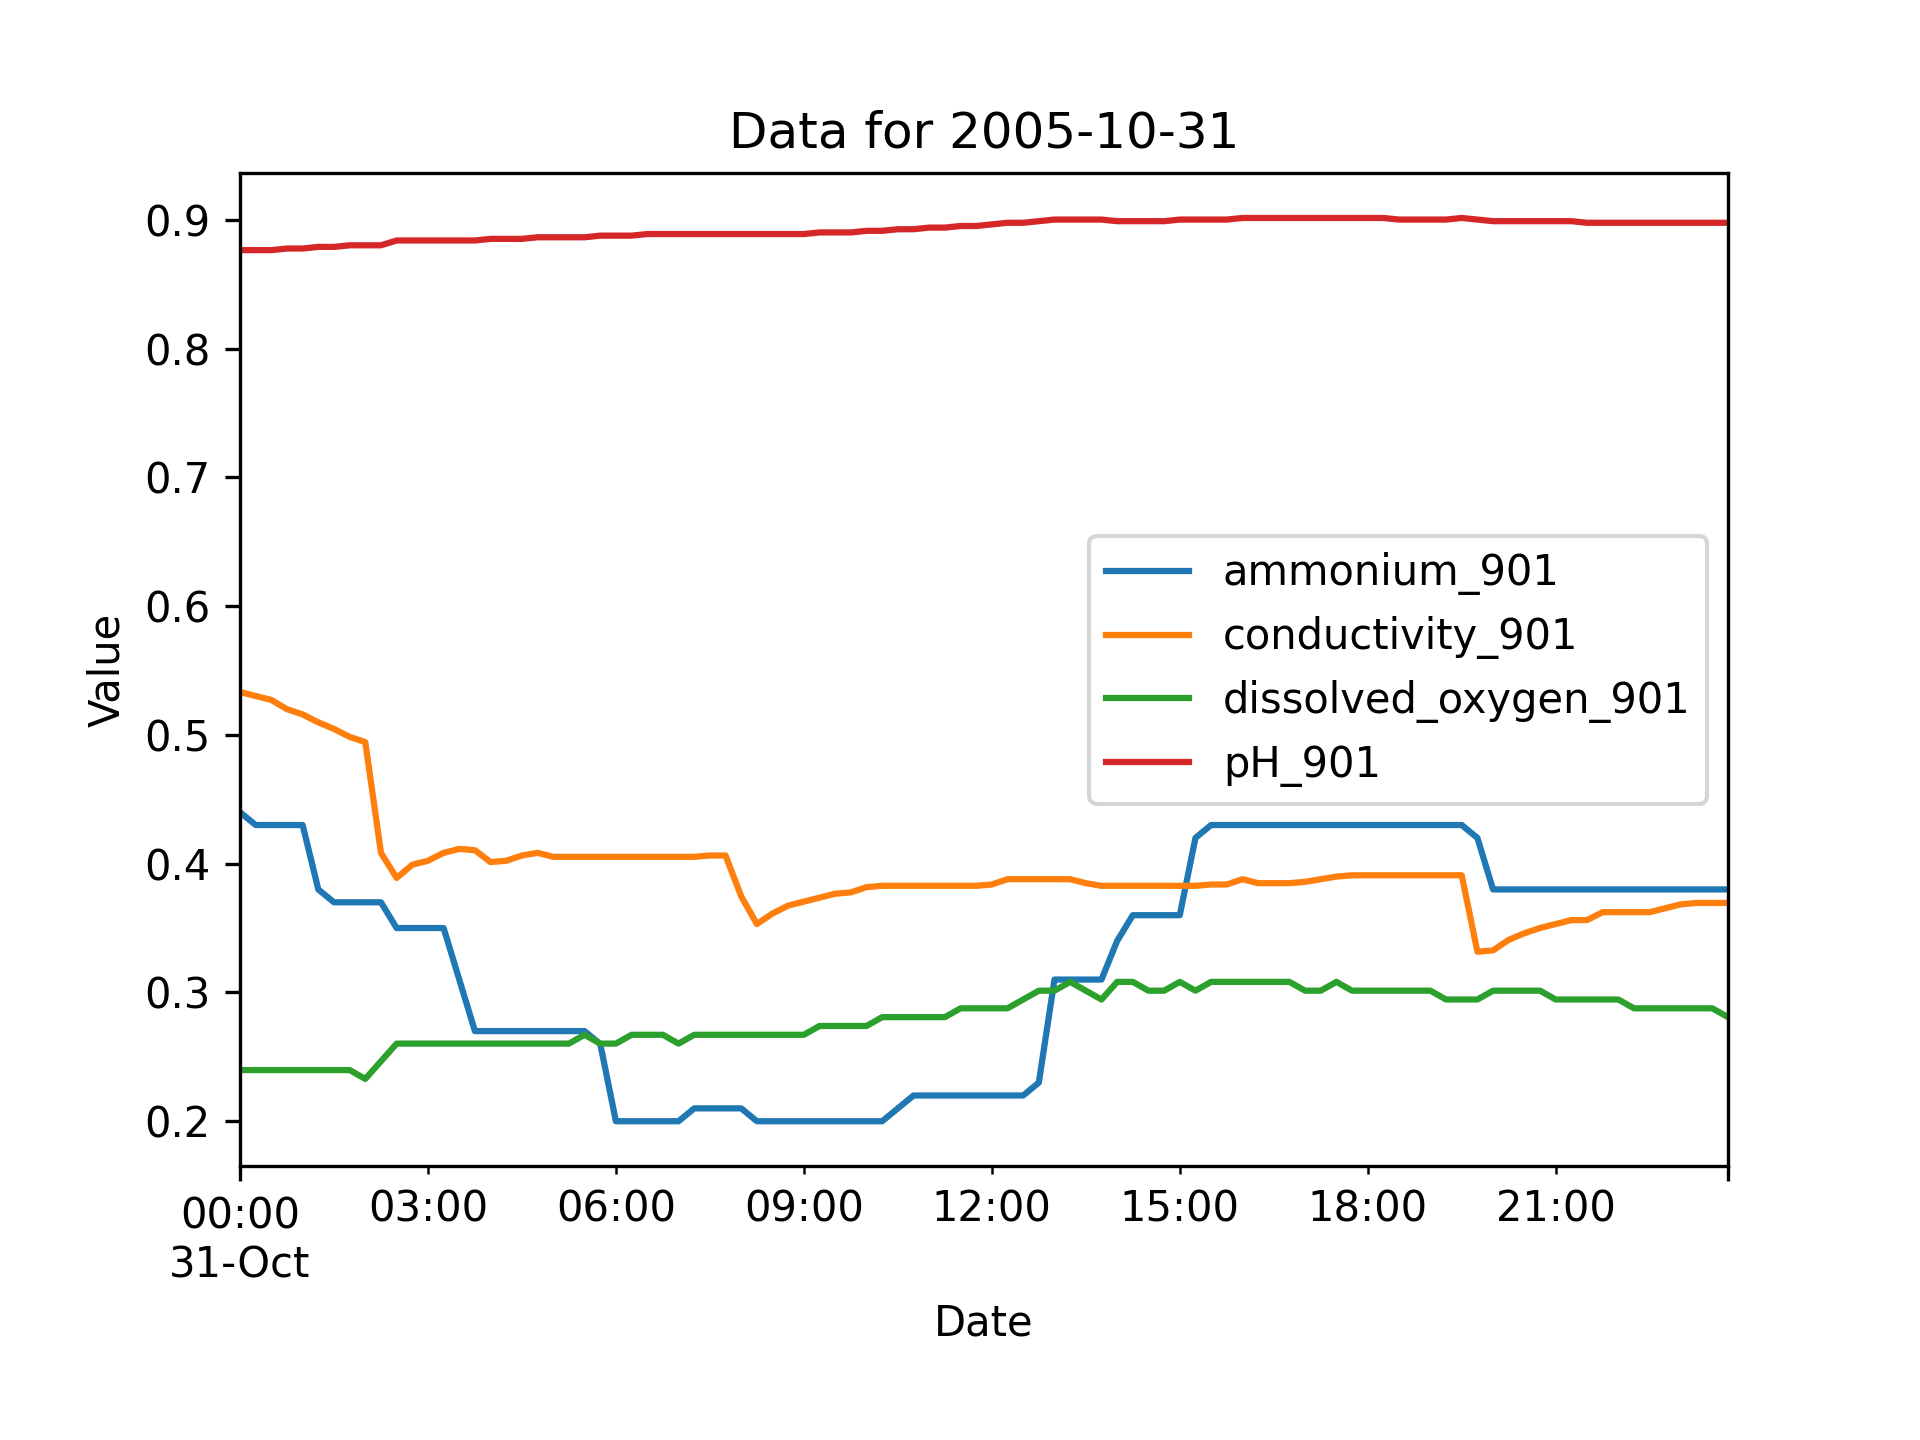 Data for 2005-10-31
Value
0.9
0.8
0.7
0.6
0.5
0.4
0.3
0.2
ammonium_901
conductivity_901
dissolved_oxygen_901
pH_901
00:00 03:00 06:00 09:00 12:00 15:00 18:00 21:00
31-Oct
Date